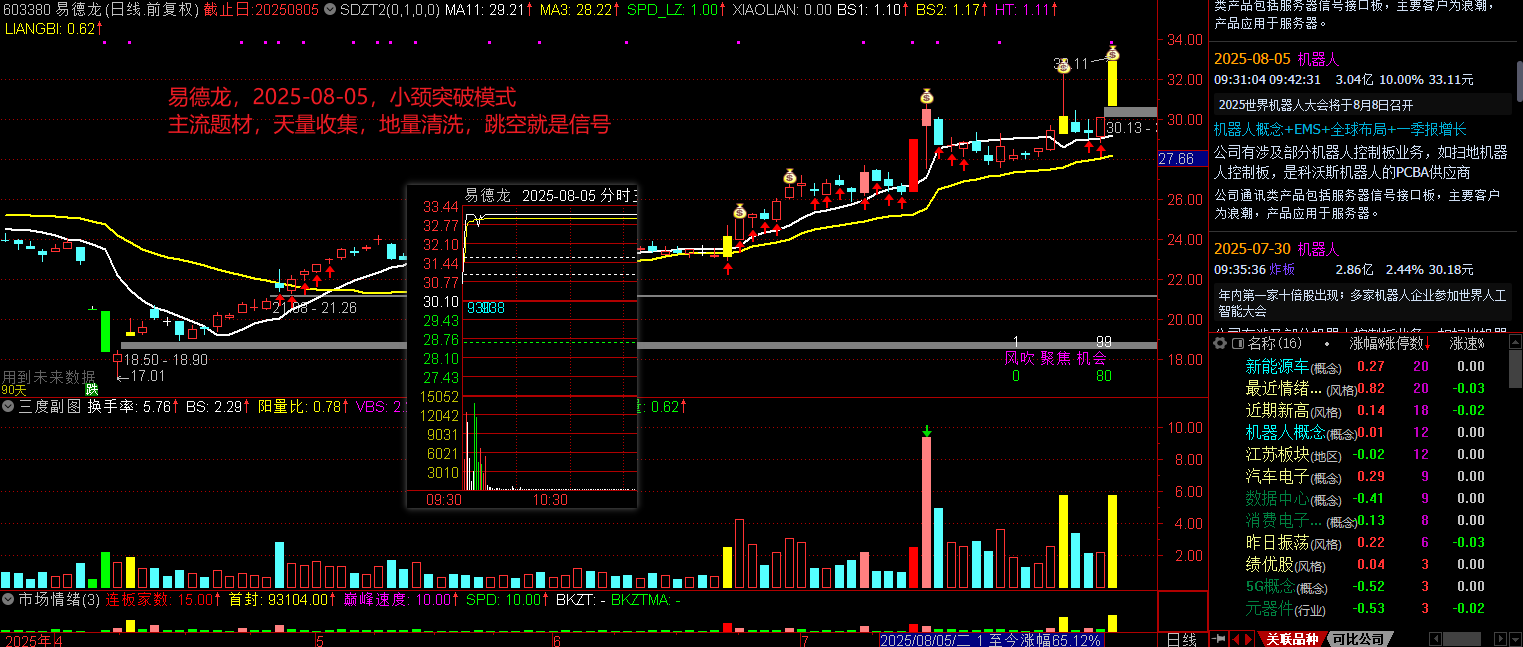 603380 易德龙(日线.前复权) 截止日:20250805 SDZT2(0,1,0,0) MA11: 29.21↑ MA3: 28.22↑ SPD_LZ: 1.00↑ XIAOLIAN: 0.00 BS1: 1.10↑ BS2: 1.17↑ HT: 1.11↑
LIANGBI: 0.62↑
易德龙，2025-08-05，小颈突破模式
主流题材，天量收集，地量清洗，跳空就是信号
34.00
32.00
30.00
27.66
26.00
24.00
22.00
20.00
18.00
30.13 -
21.08 - 21.26
18.50 - 18.90
←17.01
用到未来数据
90天
跌
易德龙 2025-08-05 分时
33.44
32.77
32.10
31.44
30.77
30.10
29.43
28.76
28.10
27.43
15052
12042
9031
6021
3010
09:30 10:30
1 99
风吹 聚焦 机会
0 80
三度副图 换手率: 5.76↑ BS: 2.29↑ 阳量比: 0.78↑ VBS: 2.
: 0.62↑
10.00
8.00
6.00
4.00
2.00
市场情绪(3) 连板家数: 15.00↑ 首封: 93104.00↑ 巅峰速度: 10.00↑ SPD: 10.00↑ BKZT: - BKZTMA: -
2025年 4 5 6 7 2025/08/05/二 1 至今涨幅65.12% 日线
类产品包括服务器信号接口板，主要客户为浪潮，
产品应用于服务器。
2025-08-05 机器人
09:31:04 09:42:31 3.04亿 10.00% 33.11元
2025世界机器人大会将于8月8日召开
机器人概念+EMS+全球布局+一季报增长
公司有涉及部分机器人控制板业务，如扫地机器
人控制板，是科沃斯机器人的PCBA供应商
公司通讯类产品包括服务器信号接口板，主要客户
为浪潮，产品应用于服务器。
2025-07-30 机器人
09:35:36 炸板 2.86亿 2.44% 30.18元
年内第一家十倍股出现；多家机器人企业参加世界人工
智能大会
名称(16) • 涨幅% 涨停数↓ 涨速%
新能源车(概念) 0.27 20 0.00
最近情绪...(风格) 0.82 20 -0.03
近期新高(风格) 0.14 18 -0.02
机器人概念(概念) 0.01 12 0.00
江苏板块(地区) -0.02 12 0.00
汽车电子(概念) 0.29 9 0.00
数据中心(概念) -0.41 9 0.00
消费电子...(概念) 0.13 8 0.00
昨日振荡(风格) 0.22 6 -0.03
绩优股(风格) 0.04 3 0.00
5G概念(概念) -0.52 3 0.00
元器件(行业) -0.53 3 -0.02
关联品种 可比公司